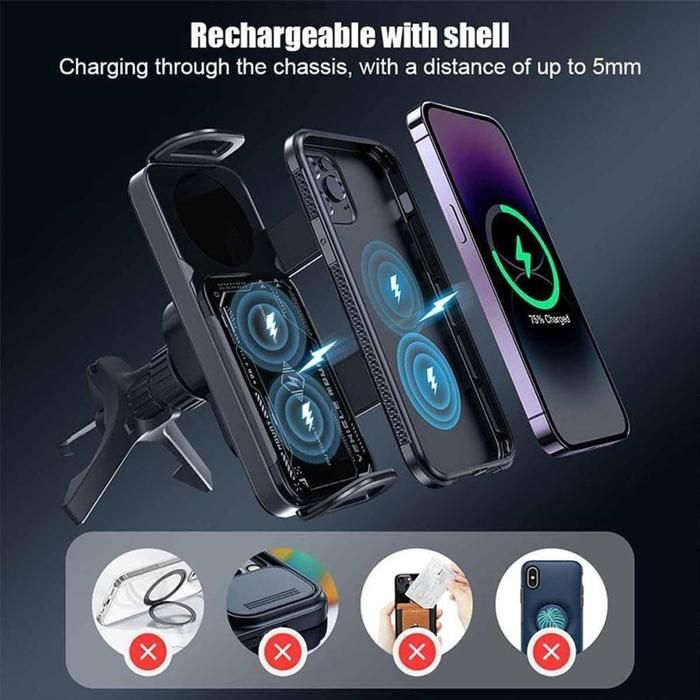 Rechargeable with shell
Charging through the chassis, with a distance of up to 5mm
75% Charged